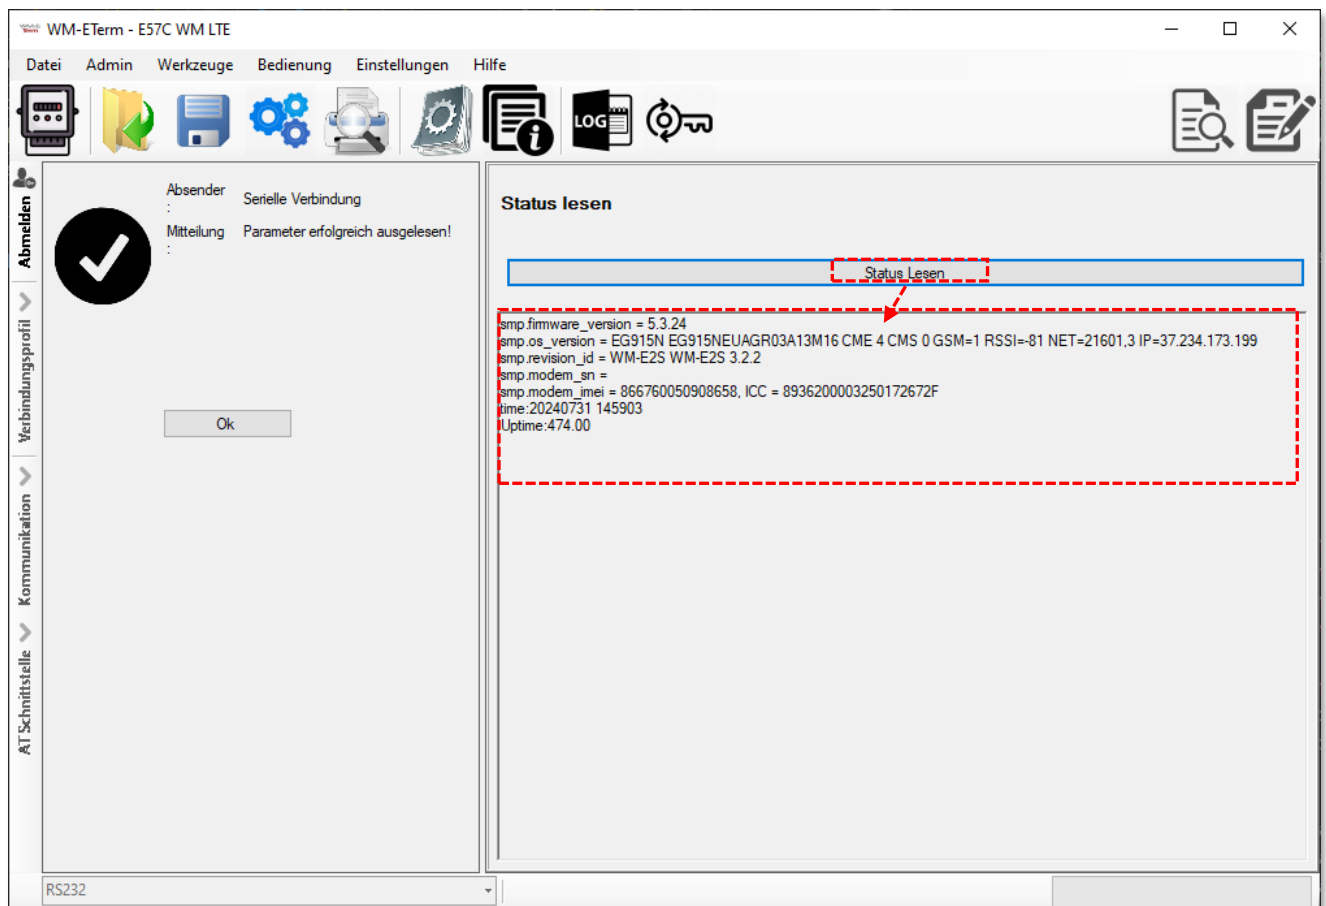 WM-ETerm - E57C WM LTE
Datei Admin Werkzeuge Bedienung Einstellungen Hilfe
LOG
Abmelden
Verbindungsprofil
Kommunikation
AT Schnittstelle
Absender : Serielle Verbindung
Mitteilung : Parameter erfolgreich ausgelesen!
Ok
Status lesen
Status Lesen
smp.firmware_version = 5.3.24
smp.os_version = EG915N EG915NEUAGR03A13M16 CME 4 CMS 0 GSM=1 RSSI=-81 NET=21601,3 IP=37.234.173.199
smp.revision_id = WM-E2S WM-E2S 3.2.2
smp.modem_sn =
smp.modem_imei = 866760050908658, ICC = 8936200003250172672F
time:20240731 145903
Uptime:474.00
RS232